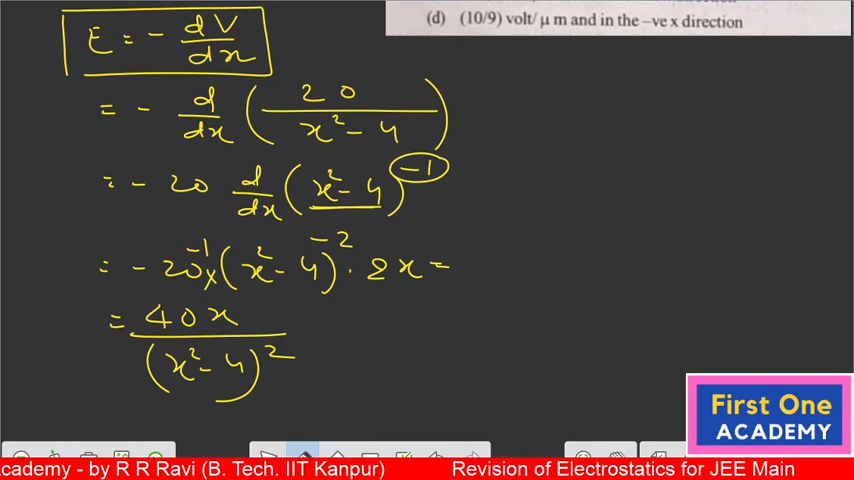 (d) (10/9) volt/ μ m and in the –ve x direction
E = - dV/dx
= - d/dx (20/(x² - 4))
= - 20 d/dx (x² - 4)⁻¹
= - 20 x⁻¹ (x² - 4)⁻² · 2x =
= 40x/(x² - 4)²
First One
ACADEMY
cademy - by R R Ravi (B. Tech. IIT Kanpur) Revision of Electrostatics for JEE Main